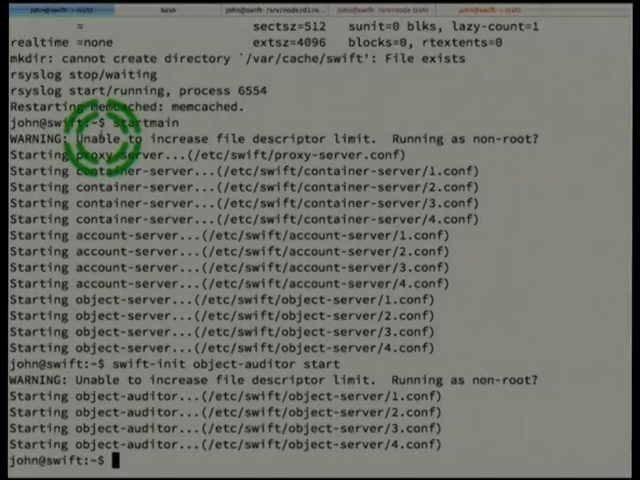 john@swift: ~ (ssh)
=                         sectsz=512   sunit=0 blks, lazy-count=1
realtime =none                     extsz=4096   blocks=0, rtextents=0
mkdir: cannot create directory `/var/cache/swift': File exists
rsyslog stop/waiting
rsyslog start/running, process 6554
Restarting memcached: memcached.
john@swift:~$ startmain
WARNING: Unable to increase file descriptor limit.  Running as non-root?
Starting proxy-server...(/etc/swift/proxy-server.conf)
Starting container-server...(/etc/swift/container-server/1.conf)
Starting container-server...(/etc/swift/container-server/2.conf)
Starting container-server...(/etc/swift/container-server/3.conf)
Starting container-server...(/etc/swift/container-server/4.conf)
Starting account-server...(/etc/swift/account-server/1.conf)
Starting account-server...(/etc/swift/account-server/2.conf)
Starting account-server...(/etc/swift/account-server/3.conf)
Starting account-server...(/etc/swift/account-server/4.conf)
Starting object-server...(/etc/swift/object-server/1.conf)
Starting object-server...(/etc/swift/object-server/2.conf)
Starting object-server...(/etc/swift/object-server/3.conf)
Starting object-server...(/etc/swift/object-server/4.conf)
john@swift:~$ swift-init object-auditor start
WARNING: Unable to increase file descriptor limit.  Running as non-root?
Starting object-auditor...(/etc/swift/object-server/1.conf)
Starting object-auditor...(/etc/swift/object-server/2.conf)
Starting object-auditor...(/etc/swift/object-server/3.conf)
Starting object-auditor...(/etc/swift/object-server/4.conf)
john@swift:~$